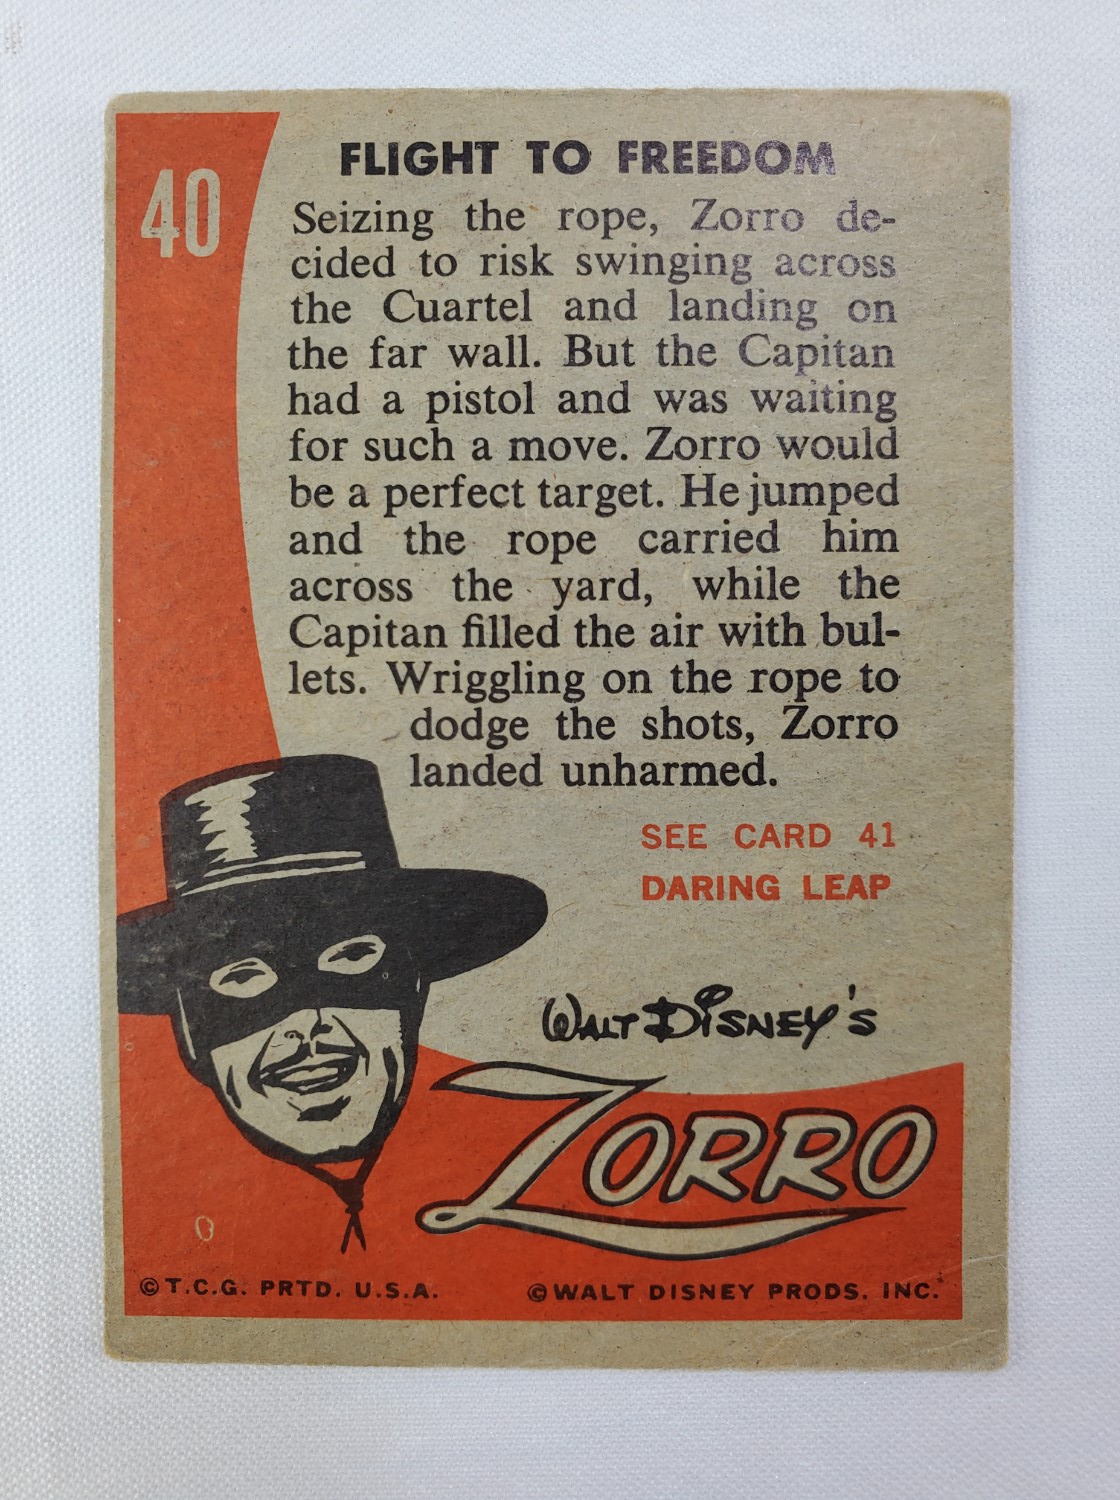 40
FLIGHT TO FREEDOM
Seizing the rope, Zorro de-
cided to risk swinging across
the Cuartel and landing on
the far wall. But the Capitan
had a pistol and was waiting
for such a move. Zorro would
be a perfect target. He jumped
and the rope carried him
across the yard, while the
Capitan filled the air with bul-
lets. Wriggling on the rope to
dodge the shots, Zorro
landed unharmed.
SEE CARD 41
DARING LEAP
WALT DISNEY'S
ZORRO
© T.C.G. PRTD. U.S.A.
© WALT DISNEY PRODS. INC.